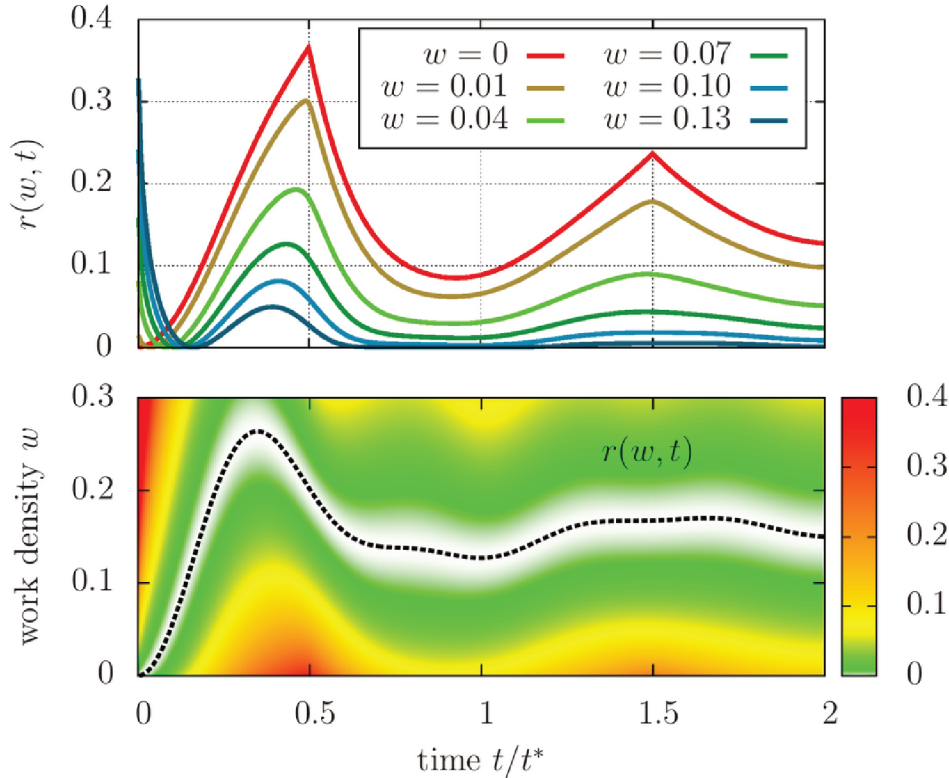 0.4
w = 0 w = 0.07
0.3
w = 0.01 w = 0.10
w = 0.04 w = 0.13
r(w, t)
0.2
0.1
0
0.3 0.4
r(w, t)
0.3
work density w
0.2
0.2
0.1
0.1
0 0
0 0.5 1 1.5 2
time t/t*